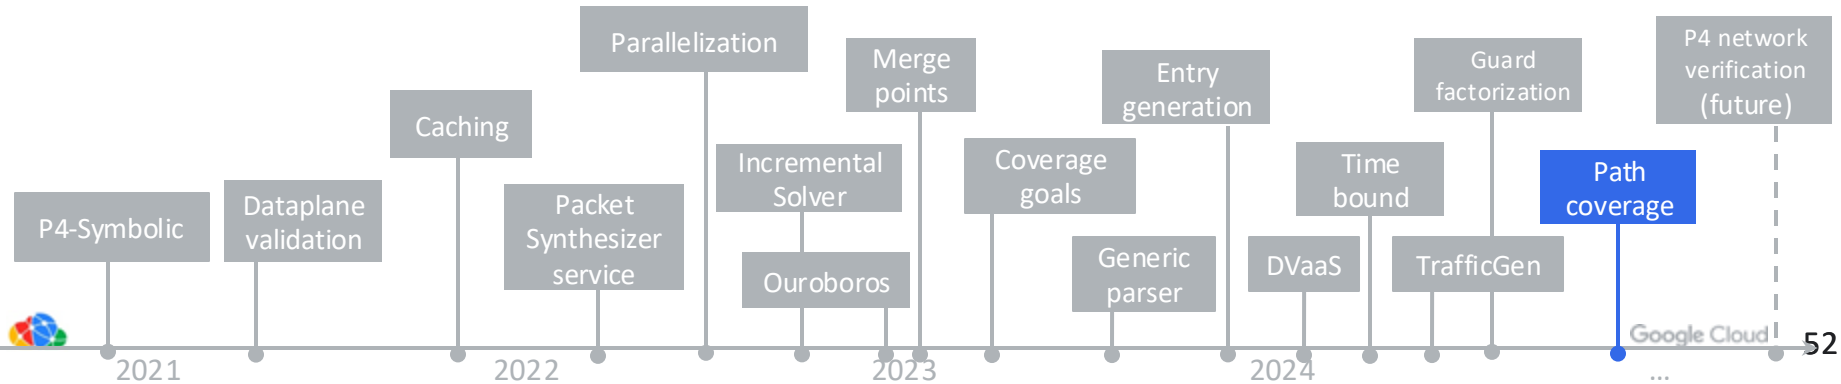 P4-Symbolic
Dataplane
validation
Caching
Packet
Synthesizer
service
Parallelization
Incremental
Solver
Ouroboros
Merge
points
Coverage
goals
Generic
parser
Entry
generation
DVaaS
Time
bound
TrafficGen
Guard
factorization
Path
coverage
P4 network
verification
(future)
Google Cloud
52
2021
2022
2023
2024
...